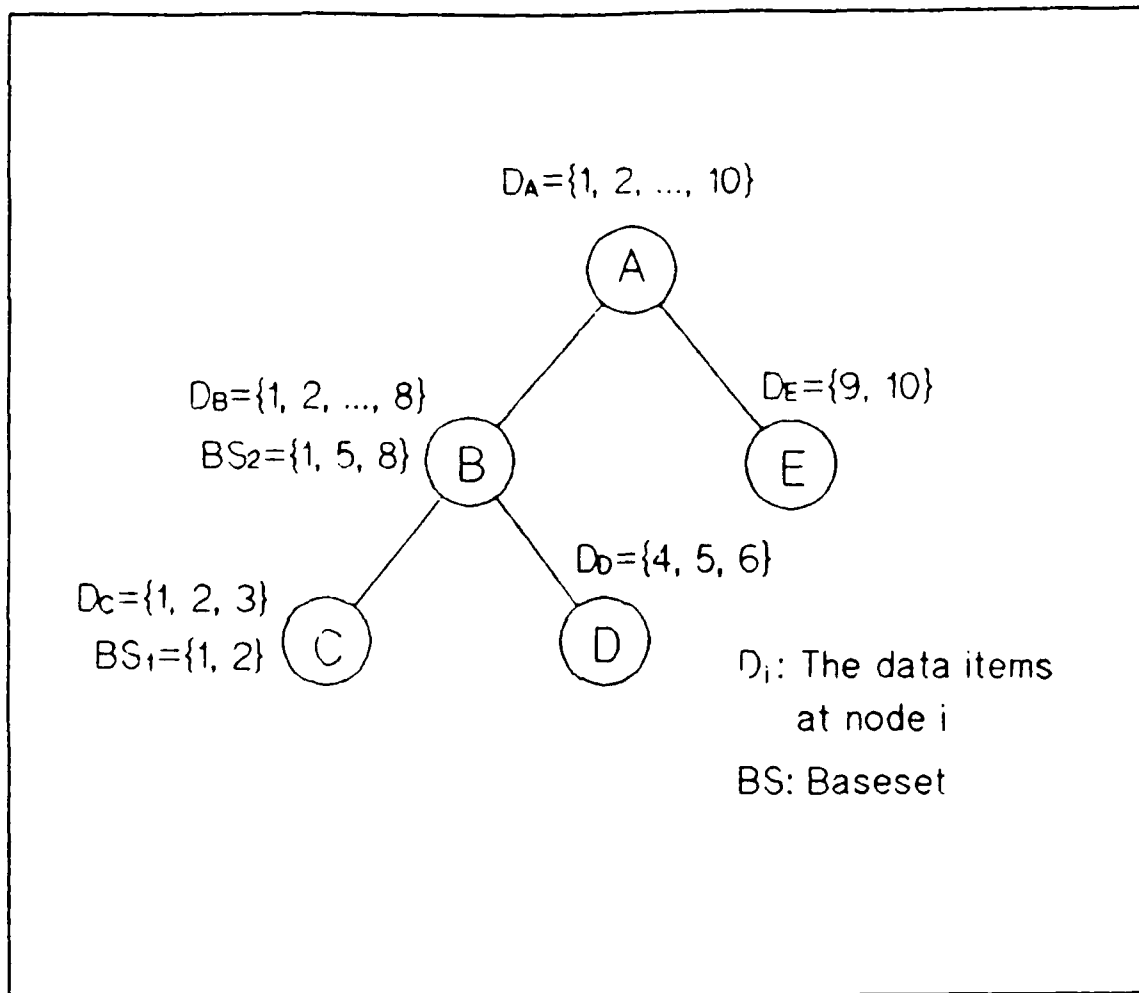 DA={1, 2, ..., 10}
A
DB={1, 2, ..., 8}
DE={9, 10}
BS2={1, 5, 8}
B
E
DD={4, 5, 6}
DC={1, 2, 3}
BS1={1, 2}
C
D
Di: The data items
at node i
BS: Baseset